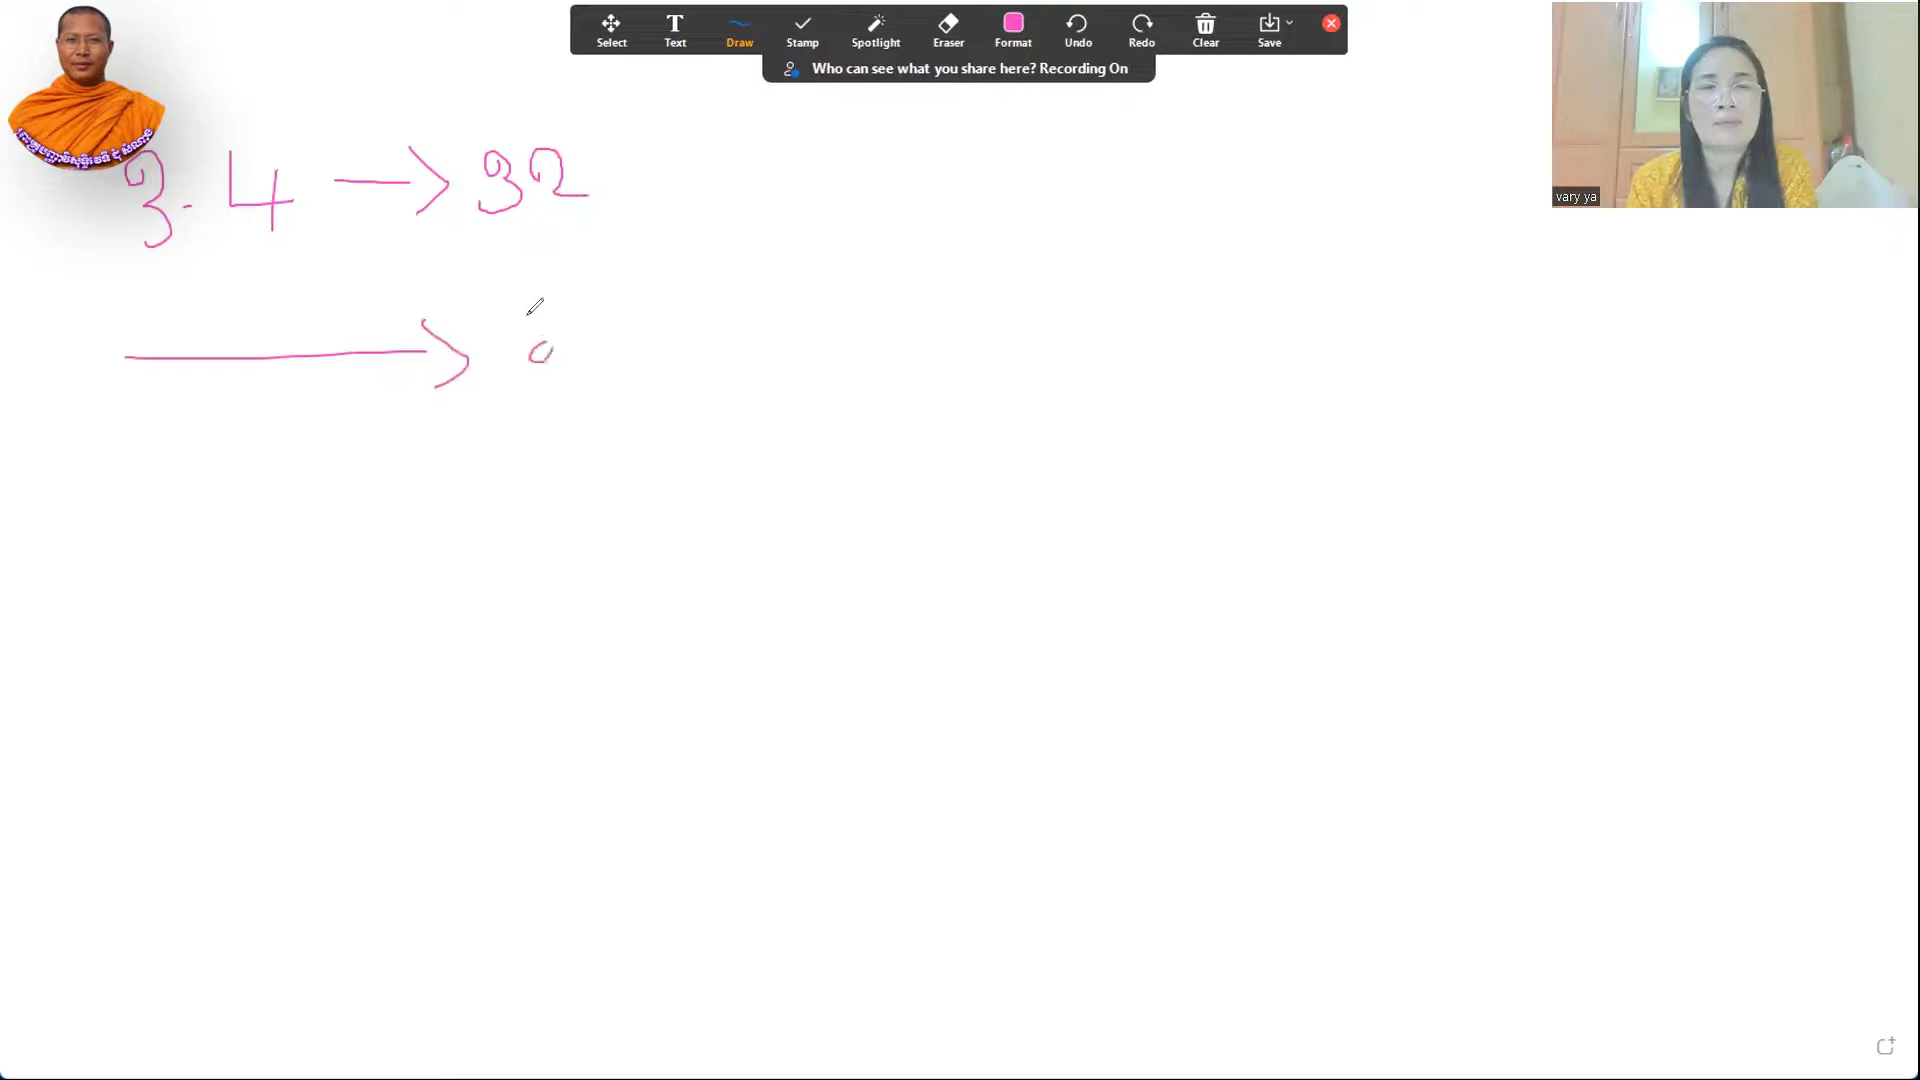 Select Text Draw Stamp Spotlight Eraser Format Undo Redo Clear Save
Who can see what you share here? Recording On
vary ya
3. 4 → 32
→